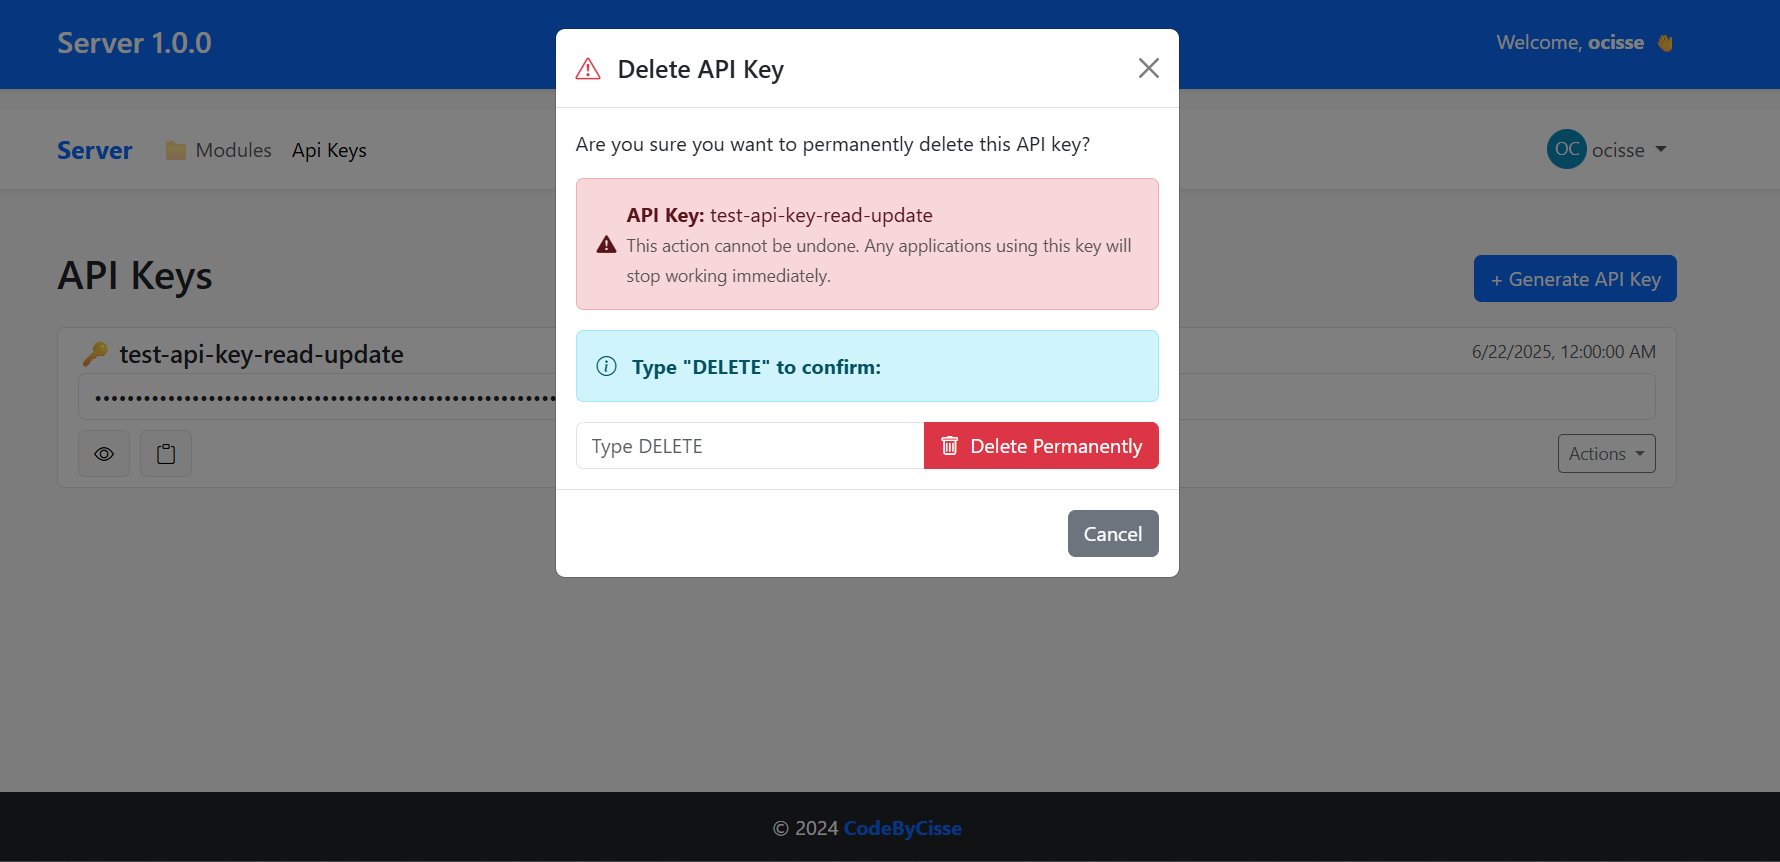 Server 1.0.0
Welcome, ocisse 👋
Server
Modules
Api Keys
OC
ocisse
API Keys
+ Generate API Key
test-api-key-read-update
6/22/2025, 12:00:00 AM
Actions
Delete API Key
Are you sure you want to permanently delete this API key?
API Key: test-api-key-read-update
This action cannot be undone. Any applications using this key will
stop working immediately.
Type "DELETE" to confirm:
Type DELETE
Delete Permanently
Cancel
© 2024 CodeByCisse